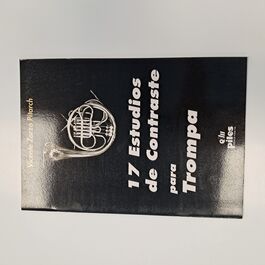 Vicente Zarzo Pitarch
17 Estudios
de Contraste
para
Trompa
piles